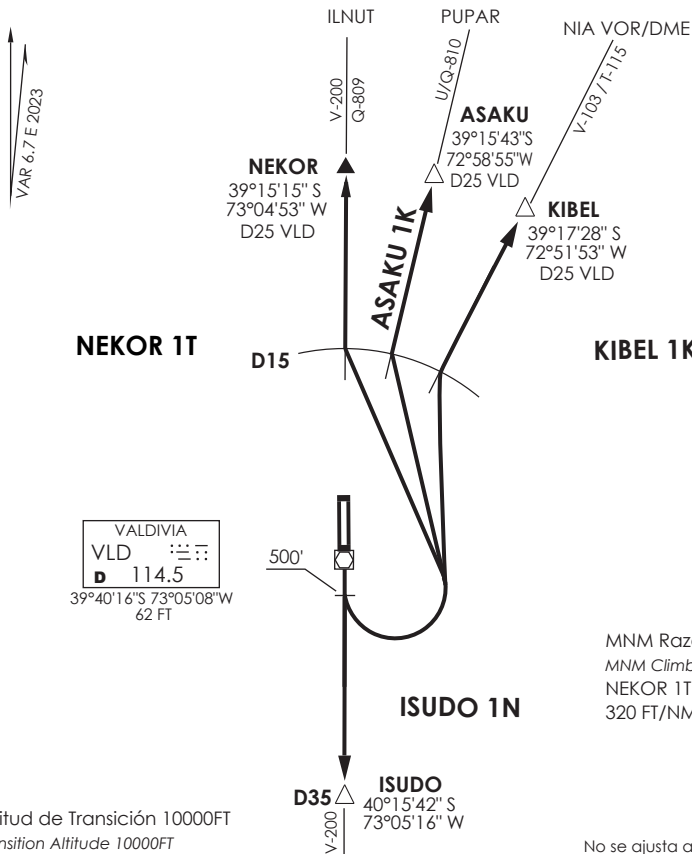 ILNUT
PUPAR
NIA VOR/DME
VAR 6.7 E 2023
V-200
Q-809
U/Q-810
V-103 / T-115
ASAKU
39°15'43"S
72°58'55"W
D25 VLD
NEKOR
39°15'15" S
73°04'53" W
D25 VLD
KIBEL
39°17'28" S
72°51'53" W
D25 VLD
ASAKU 1K
NEKOR 1T
D15
KIBEL 1K
VALDIVIA
VLD
D 114.5
39°40'16"S 73°05'08"W
62 FT
500'
MNM Raz
MNM Climb
NEKOR 1T
320 FT/NM
ISUDO 1N
D35
ISUDO
40°15'42" S
73°05'16" W
V-200
itud de Transición 10000FT
nsition Altitude 10000FT
No se ajusta a